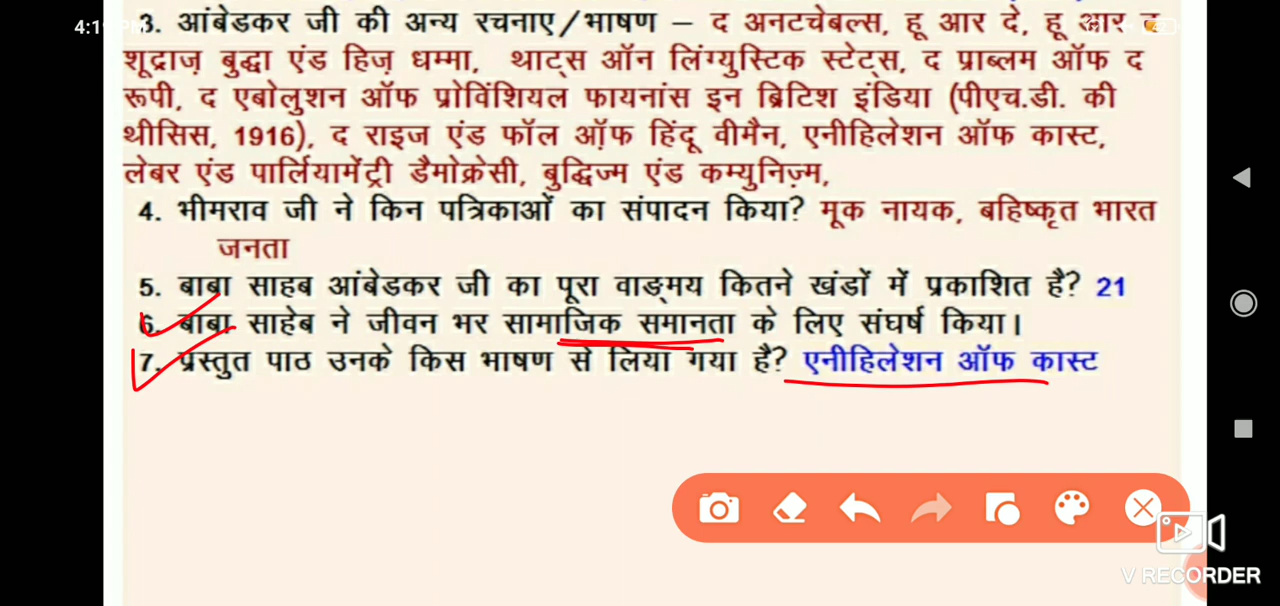 4:1
3. आंबेडकर जी की अन्य रचनाए/भाषण – द अनटचेबल्स, हू आर दे, हू आर द
शूद्राज़ बुद्धा एंड हिज़ धम्मा, थाट्स ऑन लिंग्युस्टिक स्टेट्स, द प्राब्लम ऑफ द
रूपी, द एबोलुशन ऑफ प्रोविंशियल फायनांस इन ब्रिटिश इंडिया (पीएच.डी. की
थीसिस, 1916), द राइज एंड फॉल ऑफ़ हिंदू वीमैन, एनीहिलेशन ऑफ कास्ट,
लेबर एंड पार्लियामेंट्री डैमोक्रेसी, बुद्धिज्म एंड कम्युनिज़्म,
4. भीमराव जी ने किन पत्रिकाओं का संपादन किया? मूक नायक, बहिष्कृत भारत
जनता
5. बाबा साहब आंबेडकर जी का पूरा वाङ्मय कितने खंडों में प्रकाशित है? 21
6. बाबा साहेब ने जीवन भर सामाजिक समानता के लिए संघर्ष किया।
7. प्रस्तुत पाठ उनके किस भाषण से लिया गया है? एनीहिलेशन ऑफ कास्ट
V RECORDER